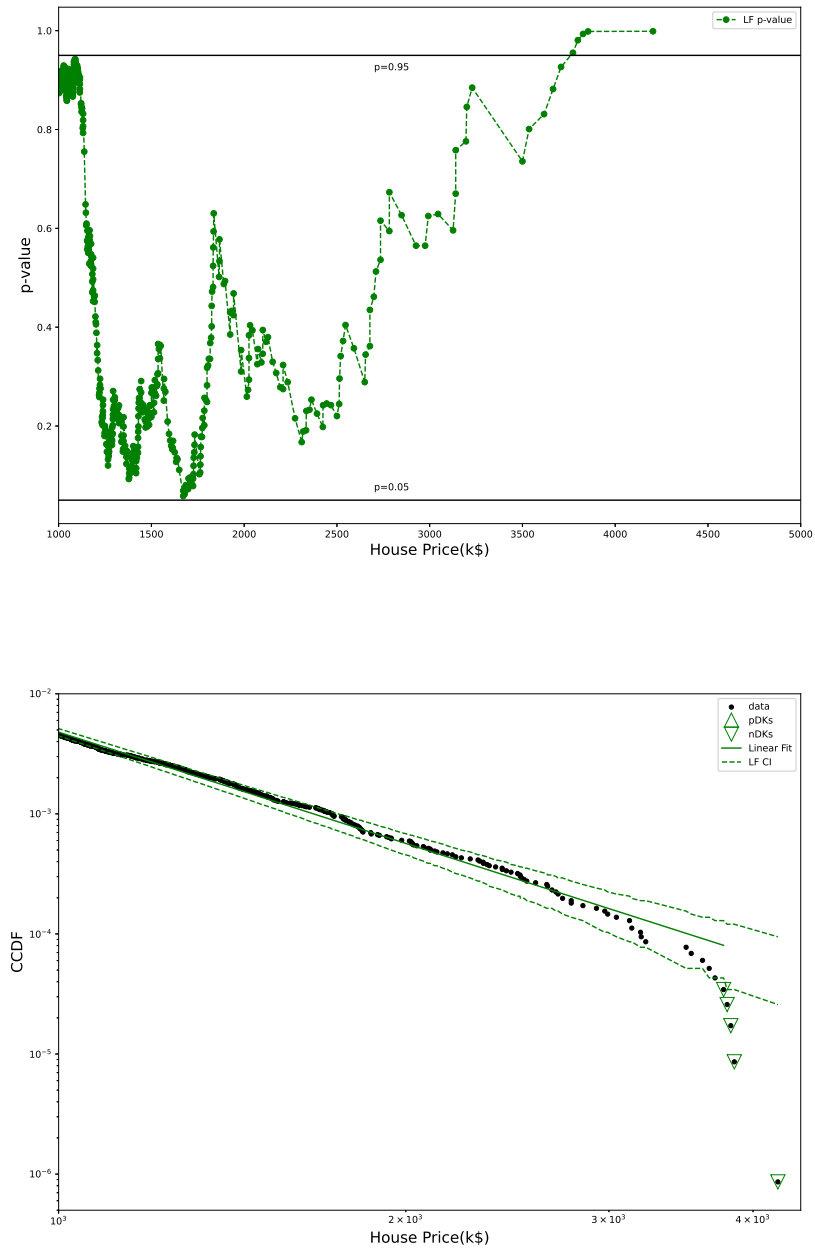 1.0
LF p-value
p=0.95
0.8
0.6
p-value
0.4
0.2
p=0.05
1000 1500 2000 2500 3000 3500 4000 4500 5000
House Price(k$)
10⁻²
data
pDKs
nDKs
Linear Fit
LF CI
10⁻³
CCDF
10⁻⁴
10⁻⁵
10⁻⁶
10³ 2 × 10³ 3 × 10³ 4 × 10³
House Price(k$)